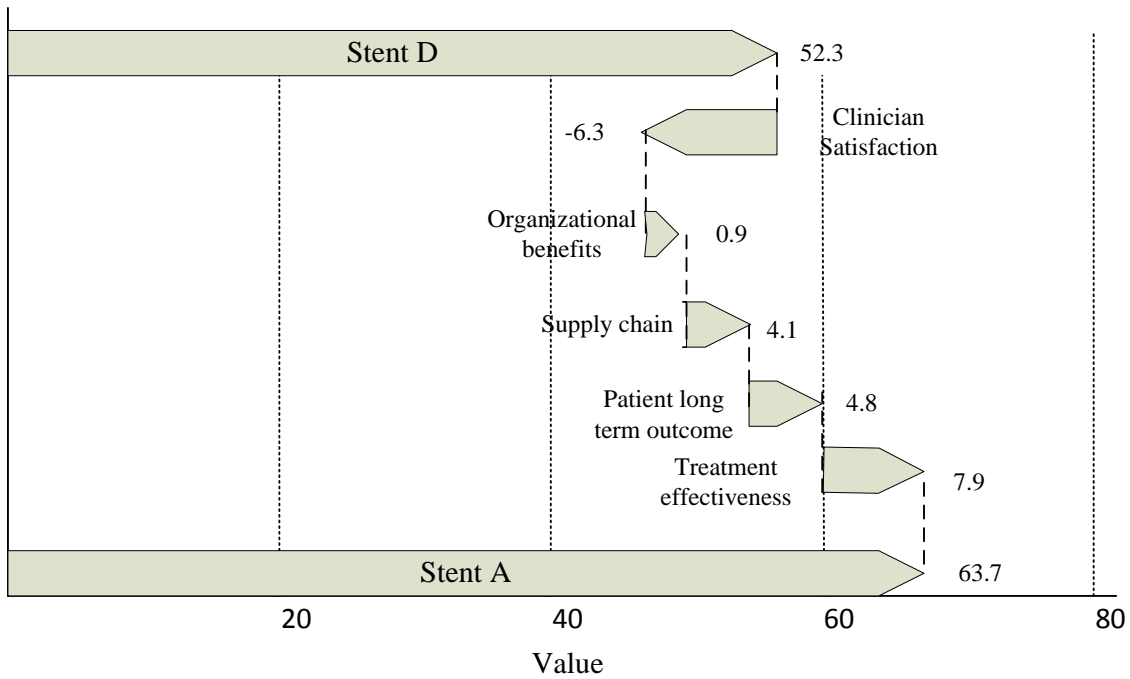 Stent D
52.3
Clinician
Satisfaction
-6.3
Organizational
benefits
0.9
Supply chain
4.1
Patient long
term outcome
4.8
Treatment
effectiveness
7.9
Stent A
63.7
20
40
60
80
Value